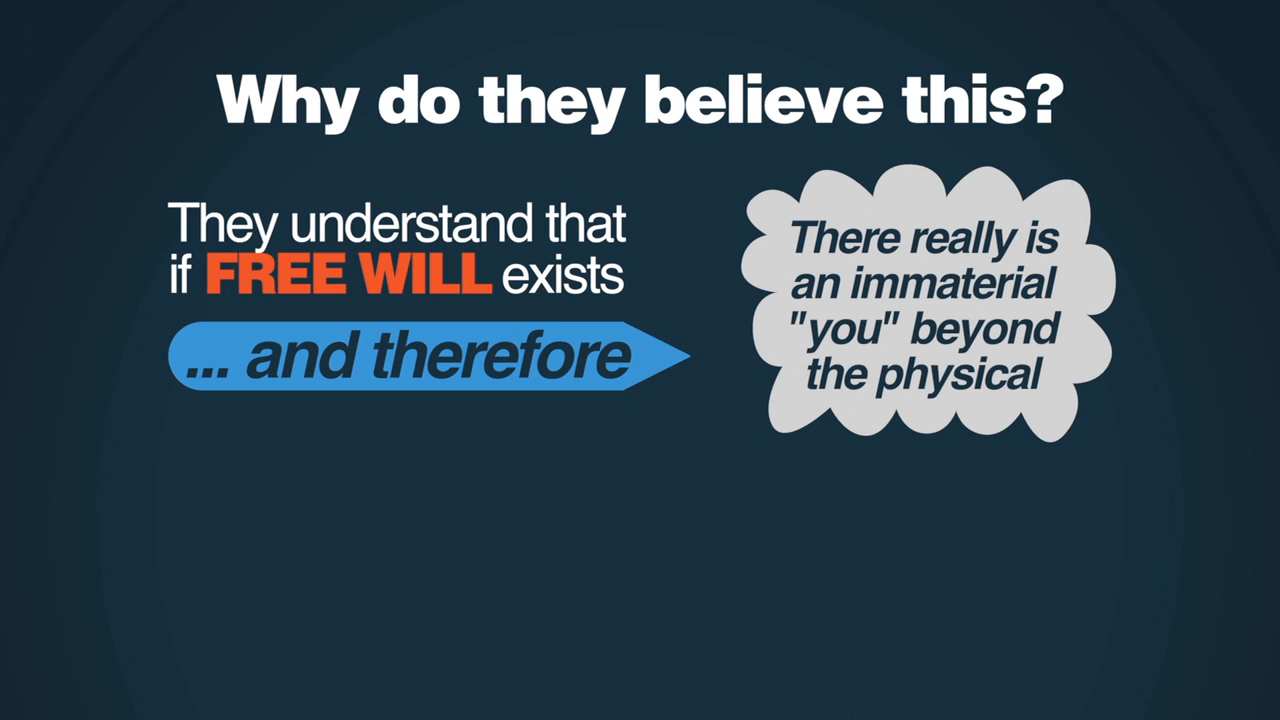 Why do they believe this?
They understand that
if FREE WILL exists
... and therefore
There really is
an immaterial
"you" beyond
the physical